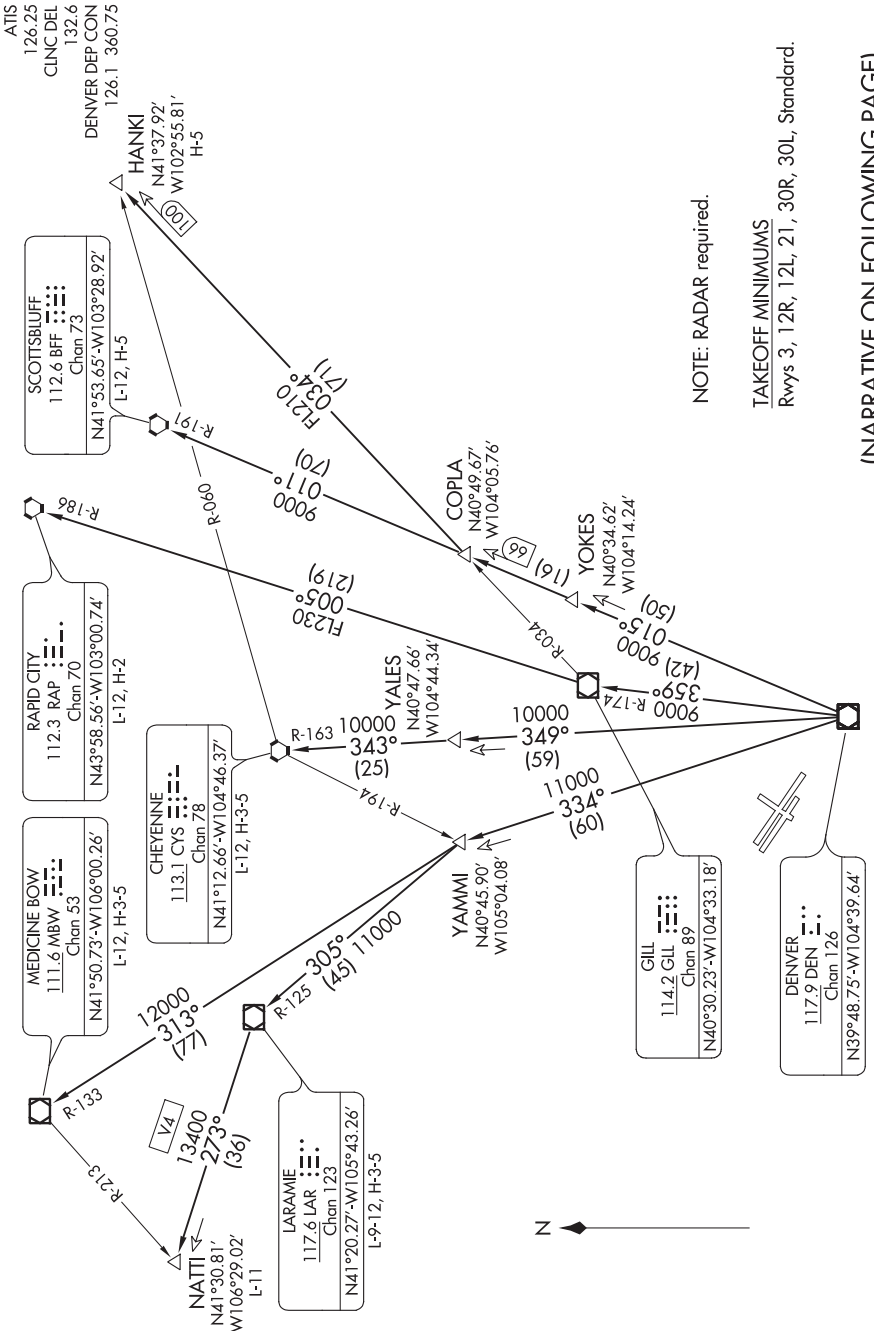 ATIS
126.25
CLNC DEL
132.6
DENVER DEP CON
126.1 360.75
HANKI
N41°37.92'
W102°55.81'
H-5
100
SCOTTSBLUFF
112.6 BFF
Chan 73
N41°53.65'-W103°28.92'
L-12, H-5
R-191
RAPID CITY
112.3 RAP
Chan 70
N43°58.56'-W103°00.74'
L-12, H-2
R-186
MEDICINE BOW
111.6 MBW
Chan 53
N41°50.73'-W106°00.26'
L-12, H-3-5
R-133
R-213
CHEYENNE
113.1 CYS
Chan 78
N41°12.66'-W104°46.37'
L-12, H-3-5
R-060
R-163
R-194
FL210
034°
(71)
9000
011°
(70)
FL230
005°
(219)
10000
343°
(25)
12000
313°
(77)
305°
(45)
11000
R-125
V4
13400
273°
(36)
NATTI
N41°30.81'
W106°29.02'
L-11
LARAMIE
117.6 LAR
Chan 123
N41°20.27'-W105°43.26'
L-9-12, H-3-5
COPLA
N40°49.67'
W104°05.76'
66
(16)
YOKES
N40°34.62'
W104°14.24'
YALES
N40°47.66'
W104°44.34'
YAMMI
N40°45.90'
W105°04.08'
R-034
R-174
9000
015°
(50)
9000
359°
(42)
10000
349°
(59)
11000
334°
(60)
GILL
114.2 GLL
Chan 89
N40°30.23'-W104°33.18'
DENVER
117.9 DEN
Chan 126
N39°48.75'-W104°39.64'
N
NOTE: RADAR required.
TAKEOFF MINIMUMS
Rwys 3, 12R, 12L, 21, 30R, 30L, Standard.
(NARRATIVE ON FOLLOWING PAGE)